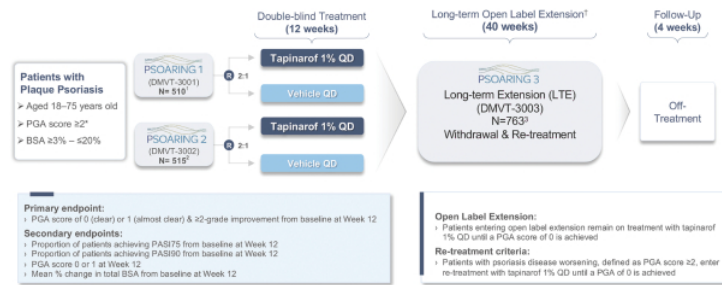 Double-blind Treatment
(12 weeks)
Long-term Open Label Extension†
(40 weeks)
Follow-Up
(4 weeks)
Patients with
Plaque Psoriasis
➤ Aged 18–75 years old
➤ PGA score ≥2*
➤ BSA ≥3% – ≤20%
PSOARING 1
(DMVT-3001)
N= 510¹
R 2:1
Tapinarof 1% QD
Vehicle QD
PSOARING 2
(DMVT-3002)
N= 515²
R 2:1
Tapinarof 1% QD
Vehicle QD
PSOARING 3
Long-term Extension (LTE)
(DMVT-3003)
N=763³
Withdrawal & Re-treatment
Off-
Treatment
Primary endpoint:
› PGA score of 0 (clear) or 1 (almost clear) & ≥2-grade improvement from baseline at Week 12
Secondary endpoints:
› Proportion of patients achieving PASI75 from baseline at Week 12
› Proportion of patients achieving PASI90 from baseline at Week 12
› PGA score 0 or 1 at Week 12
› Mean % change in total BSA from baseline at Week 12
Open Label Extension:
› Patients entering open label extension remain on treatment with tapinarof
1% QD until a PGA score of 0 is achieved
Re-treatment criteria:
› Patients with psoriasis disease worsening, defined as PGA score ≥2, enter
re-treatment with tapinarof 1% QD until a PGA of 0 is achieved